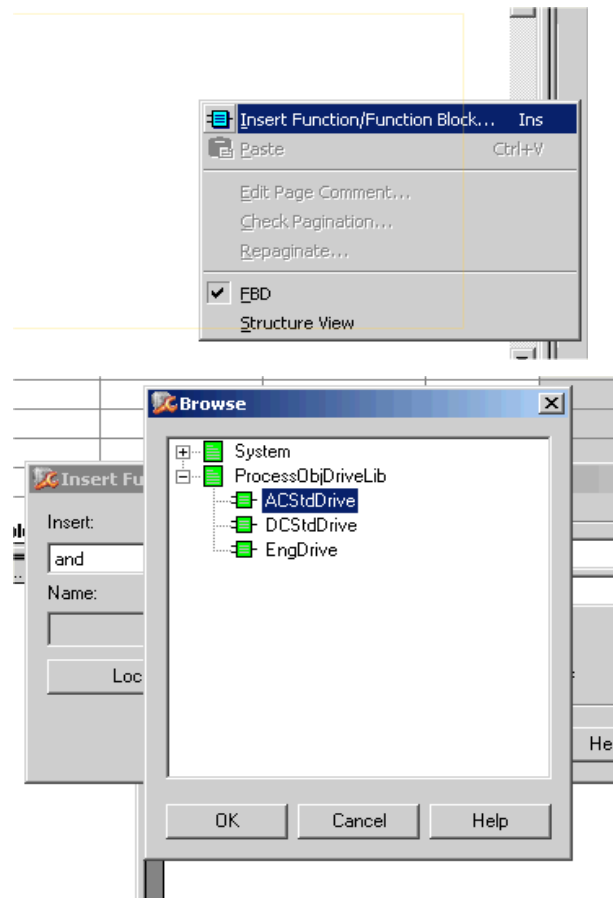 Insert Function/Function Block... Ins
Paste Ctrl+V
Edit Page Comment...
Check Pagination...
Repaginate...
FBD
Structure View
Browse
System
ProcessObjDriveLib
ACStdDrive
DCStdDrive
EngDrive
Insert Fu
Insert:
and
Name:
Loc
He
OK Cancel Help